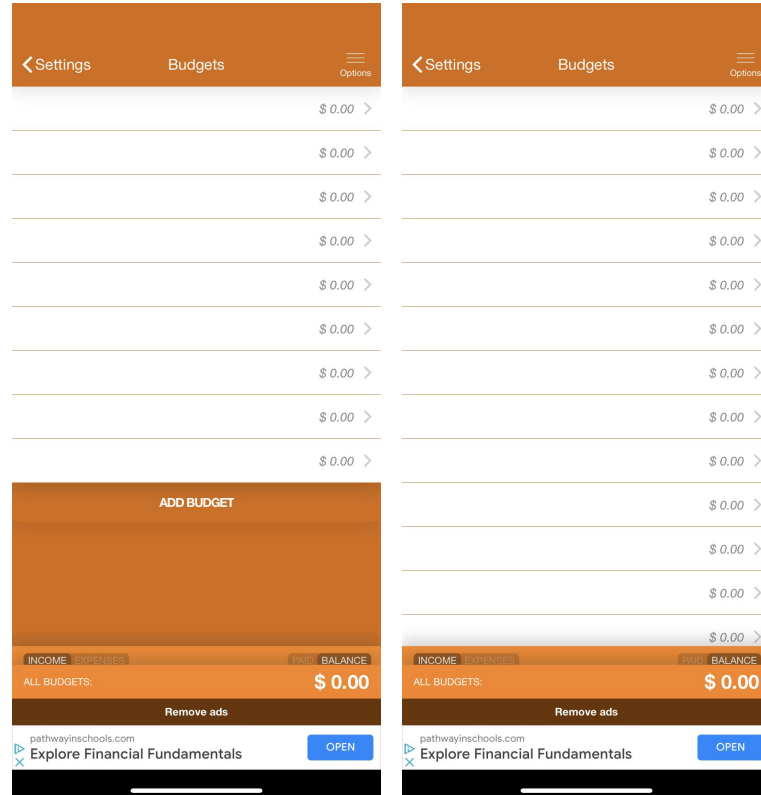 Settings Budgets Options
$ 0.00
$ 0.00
$ 0.00
$ 0.00
$ 0.00
$ 0.00
$ 0.00
$ 0.00
$ 0.00
ADD BUDGET
INCOME EXPENSES PAID BALANCE
ALL BUDGETS: $ 0.00
Remove ads
pathwayinschools.com
Explore Financial Fundamentals OPEN
Settings Budgets Options
$ 0.00
$ 0.00
$ 0.00
$ 0.00
$ 0.00
$ 0.00
$ 0.00
$ 0.00
$ 0.00
$ 0.00
$ 0.00
$ 0.00
$ 0.00
INCOME EXPENSES PAID BALANCE
ALL BUDGETS: $ 0.00
Remove ads
pathwayinschools.com
Explore Financial Fundamentals OPEN